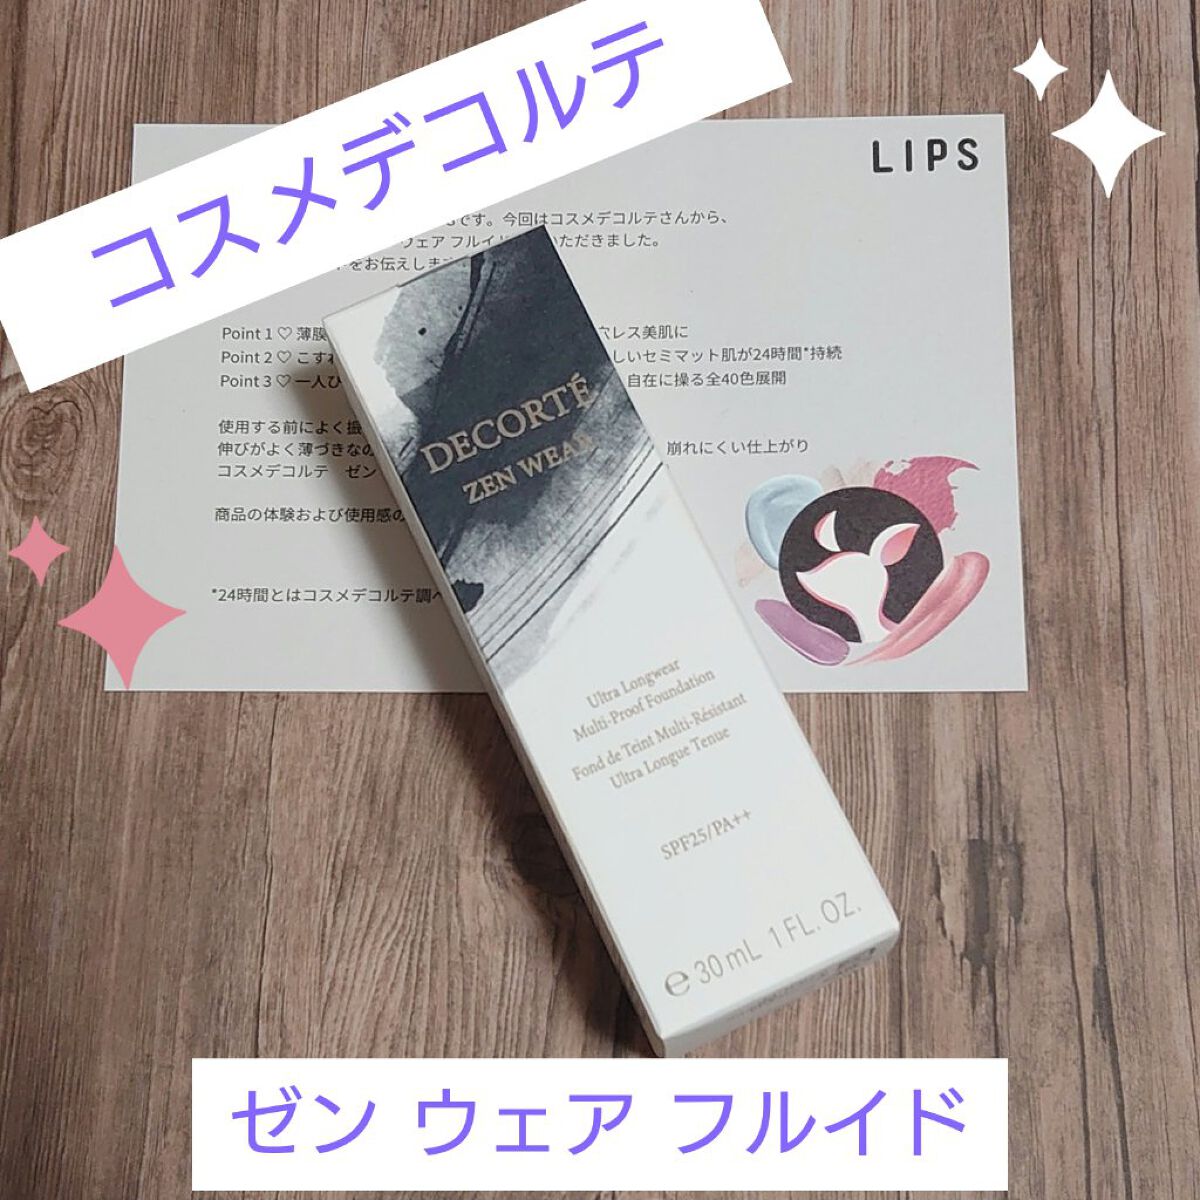 コスメデコルテ
LIPS
です。今回はコスメデコルテさんから、
ウェア フルイド いただきました。
をお伝えします
Point 1 ♡ 薄膜 穴レス美肌に
Point 2 ♡ こすれ しいセミマット肌が24時間*持続
Point 3 ♡ 一人ひ 自在に操る全40色展開
使用する前によく振
伸びがよく薄づきなの 崩れにくい仕上がり
コスメデコルテ ゼン
商品の体験および使用感の
*24時間とはコスメデコルテ調べ
DECORTÉ
ZEN WEAR
Ultra Longwear
Multi-Proof Foundation
Fond de Teint Multi-Résistant
Ultra Longue Tenue
SPF25/PA++
e 30 mL 1 FL. OZ.
ゼン ウェア フルイド